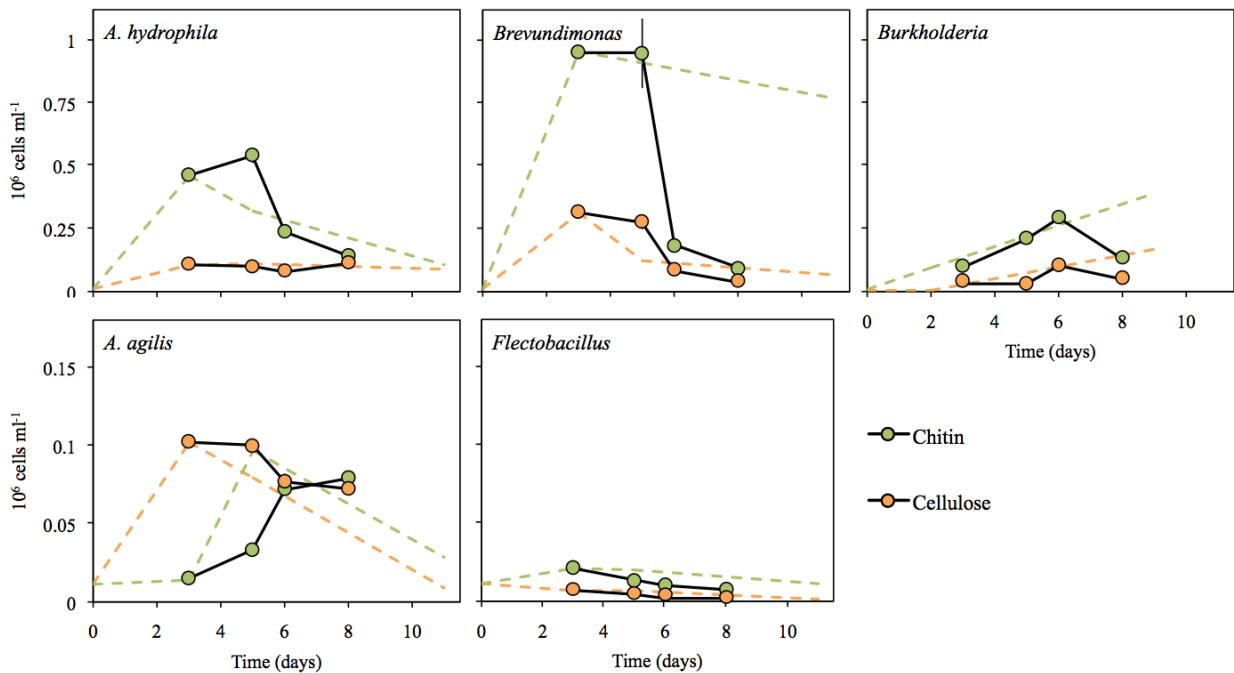 A. hydrophila
Brevundimonas
Burkholderia
1
0.75
0.5
0.25
0
10⁶ cells ml⁻¹
0 2 4 6 8 10
Time (days)
A. agilis
Flectobacillus
0.15
0.1
0.05
0
10⁶ cells ml⁻¹
0 2 4 6 8 10
Time (days)
0 2 4 6 8 10
Time (days)
Chitin
Cellulose